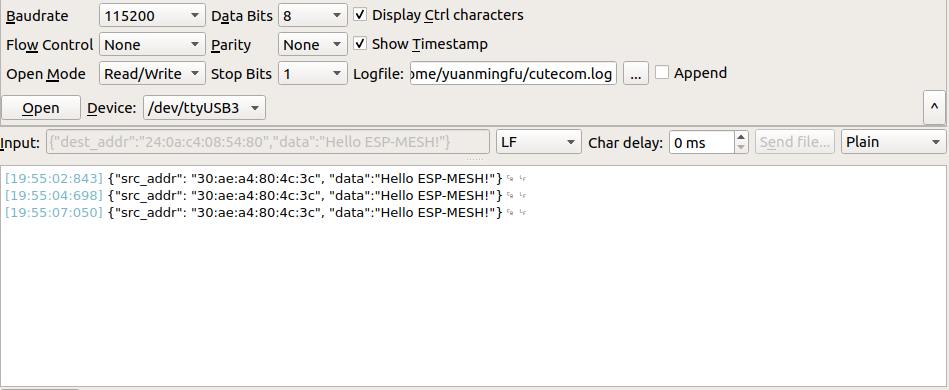 Baudrate 115200 Data Bits 8 Display Ctrl characters
Flow Control None Parity None Show Timestamp
Open Mode Read/Write Stop Bits 1 Logfile: ome/yuanmingfu/cutecom.log ... Append
Open Device: /dev/ttyUSB3 ^
Input: {"dest_addr":"24:0a:c4:08:54:80","data":"Hello ESP-MESH!"} LF Char delay: 0 ms Send file... Plain
[19:55:02:843] {"src_addr": "30:ae:a4:80:4c:3c", "data":"Hello ESP-MESH!"} ␍ ␊
[19:55:04:698] {"src_addr": "30:ae:a4:80:4c:3c", "data":"Hello ESP-MESH!"} ␍ ␊
[19:55:07:050] {"src_addr": "30:ae:a4:80:4c:3c", "data":"Hello ESP-MESH!"} ␍ ␊